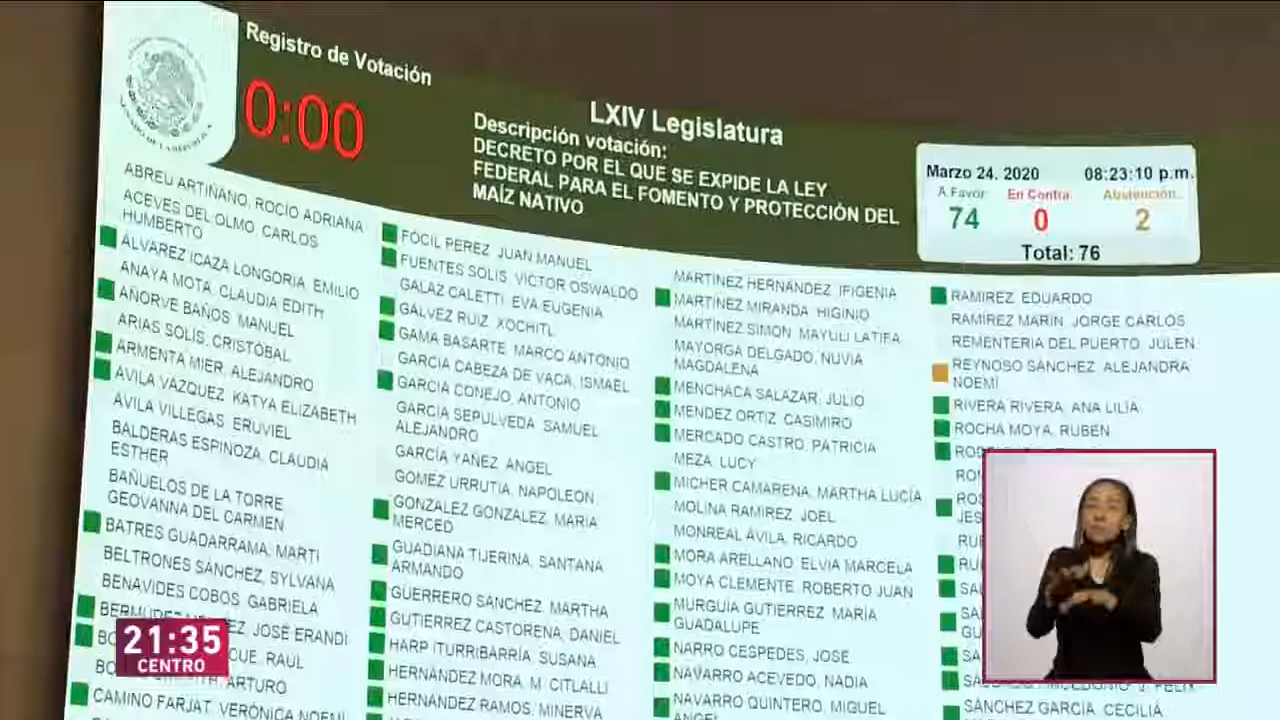 Registro de Votación
0:00
LXIV Legislatura
Descripción votación:
DECRETO POR EL QUE SE EXPIDE LA LEY
FEDERAL PARA EL FOMENTO Y PROTECCIÓN DEL
MAÍZ NATIVO
Marzo 24, 2020 08:23:10 p.m.
A Favor En Contra Abstención
74 0 2
Total: 76
ABREU ARTIÑANO, ROCÍO ADRIANA
ACEVES DEL OLMO, CARLOS
HUMBERTO
ÁLVAREZ ICAZA LONGORIA, EMILIO
ANAYA MOTA, CLAUDIA EDITH
AÑORVE BAÑOS, MANUEL
ARIAS SOLÍS, CRISTÓBAL
ARMENTA MIER, ALEJANDRO
ÁVILA VÁZQUEZ, KATYA ELIZABETH
ÁVILA VILLEGAS, ERUVIEL
BALDERAS ESPINOZA, CLAUDIA
ESTHER
BAÑUELOS DE LA TORRE
GEOVANNA DEL CARMEN
BATRES GUADARRAMA, MARTÍ
BELTRONES SÁNCHEZ, SYLVANA
BENAVIDES COBOS, GABRIELA
JOSÉ ERANDI
RAÚL
ARTURO
CAMINO FARJAT, VERÓNICA NOEMÍ
FÓCIL PÉREZ, JUAN MANUEL
FUENTES SOLÍS, VÍCTOR OSWALDO
GALAZ CALETTI, EVA EUGENIA
GÁLVEZ RUIZ, XÓCHITL
GAMA BASARTE, MARCO ANTONIO
GARCÍA CABEZA DE VACA, ISMAEL
GARCÍA CONEJO, ANTONIO
GARCÍA SEPÚLVEDA, SAMUEL
ALEJANDRO
GARCÍA YÁÑEZ, ÁNGEL
GÓMEZ URRUTIA, NAPOLEÓN
GONZÁLEZ GONZÁLEZ, MARÍA
MERCED
GUADIANA TIJERINA, SANTANA
ARMANDO
GUERRERO SÁNCHEZ, MARTHA
GUTIÉRREZ CASTORENA, DANIEL
HARP ITURRIBARRÍA, SUSANA
HERNÁNDEZ MORA, M. CITLALLI
HERNÁNDEZ RAMOS, MINERVA
MARTÍNEZ HERNÁNDEZ, IFIGENIA
MARTÍNEZ MIRANDA, HIGINIO
MARTÍNEZ SIMÓN, MAYULI LATIFA
MAYORGA DELGADO, NUVIA
MAGDALENA
MENCHACA SALAZAR, JULIO
MÉNDEZ ORTIZ, CASIMIRO
MERCADO CASTRO, PATRICIA
MEZA, LUCY
MICHER CAMARENA, MARTHA LUCÍA
MOLINA RAMÍREZ, JOEL
MONREAL ÁVILA, RICARDO
MORA ARELLANO, ELVIA MARCELA
MOYA CLEMENTE, ROBERTO JUAN
MURGUÍA GUTIÉRREZ, MARÍA
GUADALUPE
NARRO CÉSPEDES, JOSÉ
NAVARRO ACEVEDO, NADIA
NAVARRO QUINTERO, MIGUEL
ÁNGEL
RAMÍREZ, EDUARDO
RAMÍREZ MARÍN, JORGE CARLOS
REMENTERÍA DEL PUERTO, JULEN
REYNOSO SÁNCHEZ, ALEJANDRA
NOEMÍ
RIVERA RIVERA, ANA LILIA
ROCHA MOYA, RUBÉN
SÁNCHEZ GARCÍA, CECILIA
21:35
CENTRO